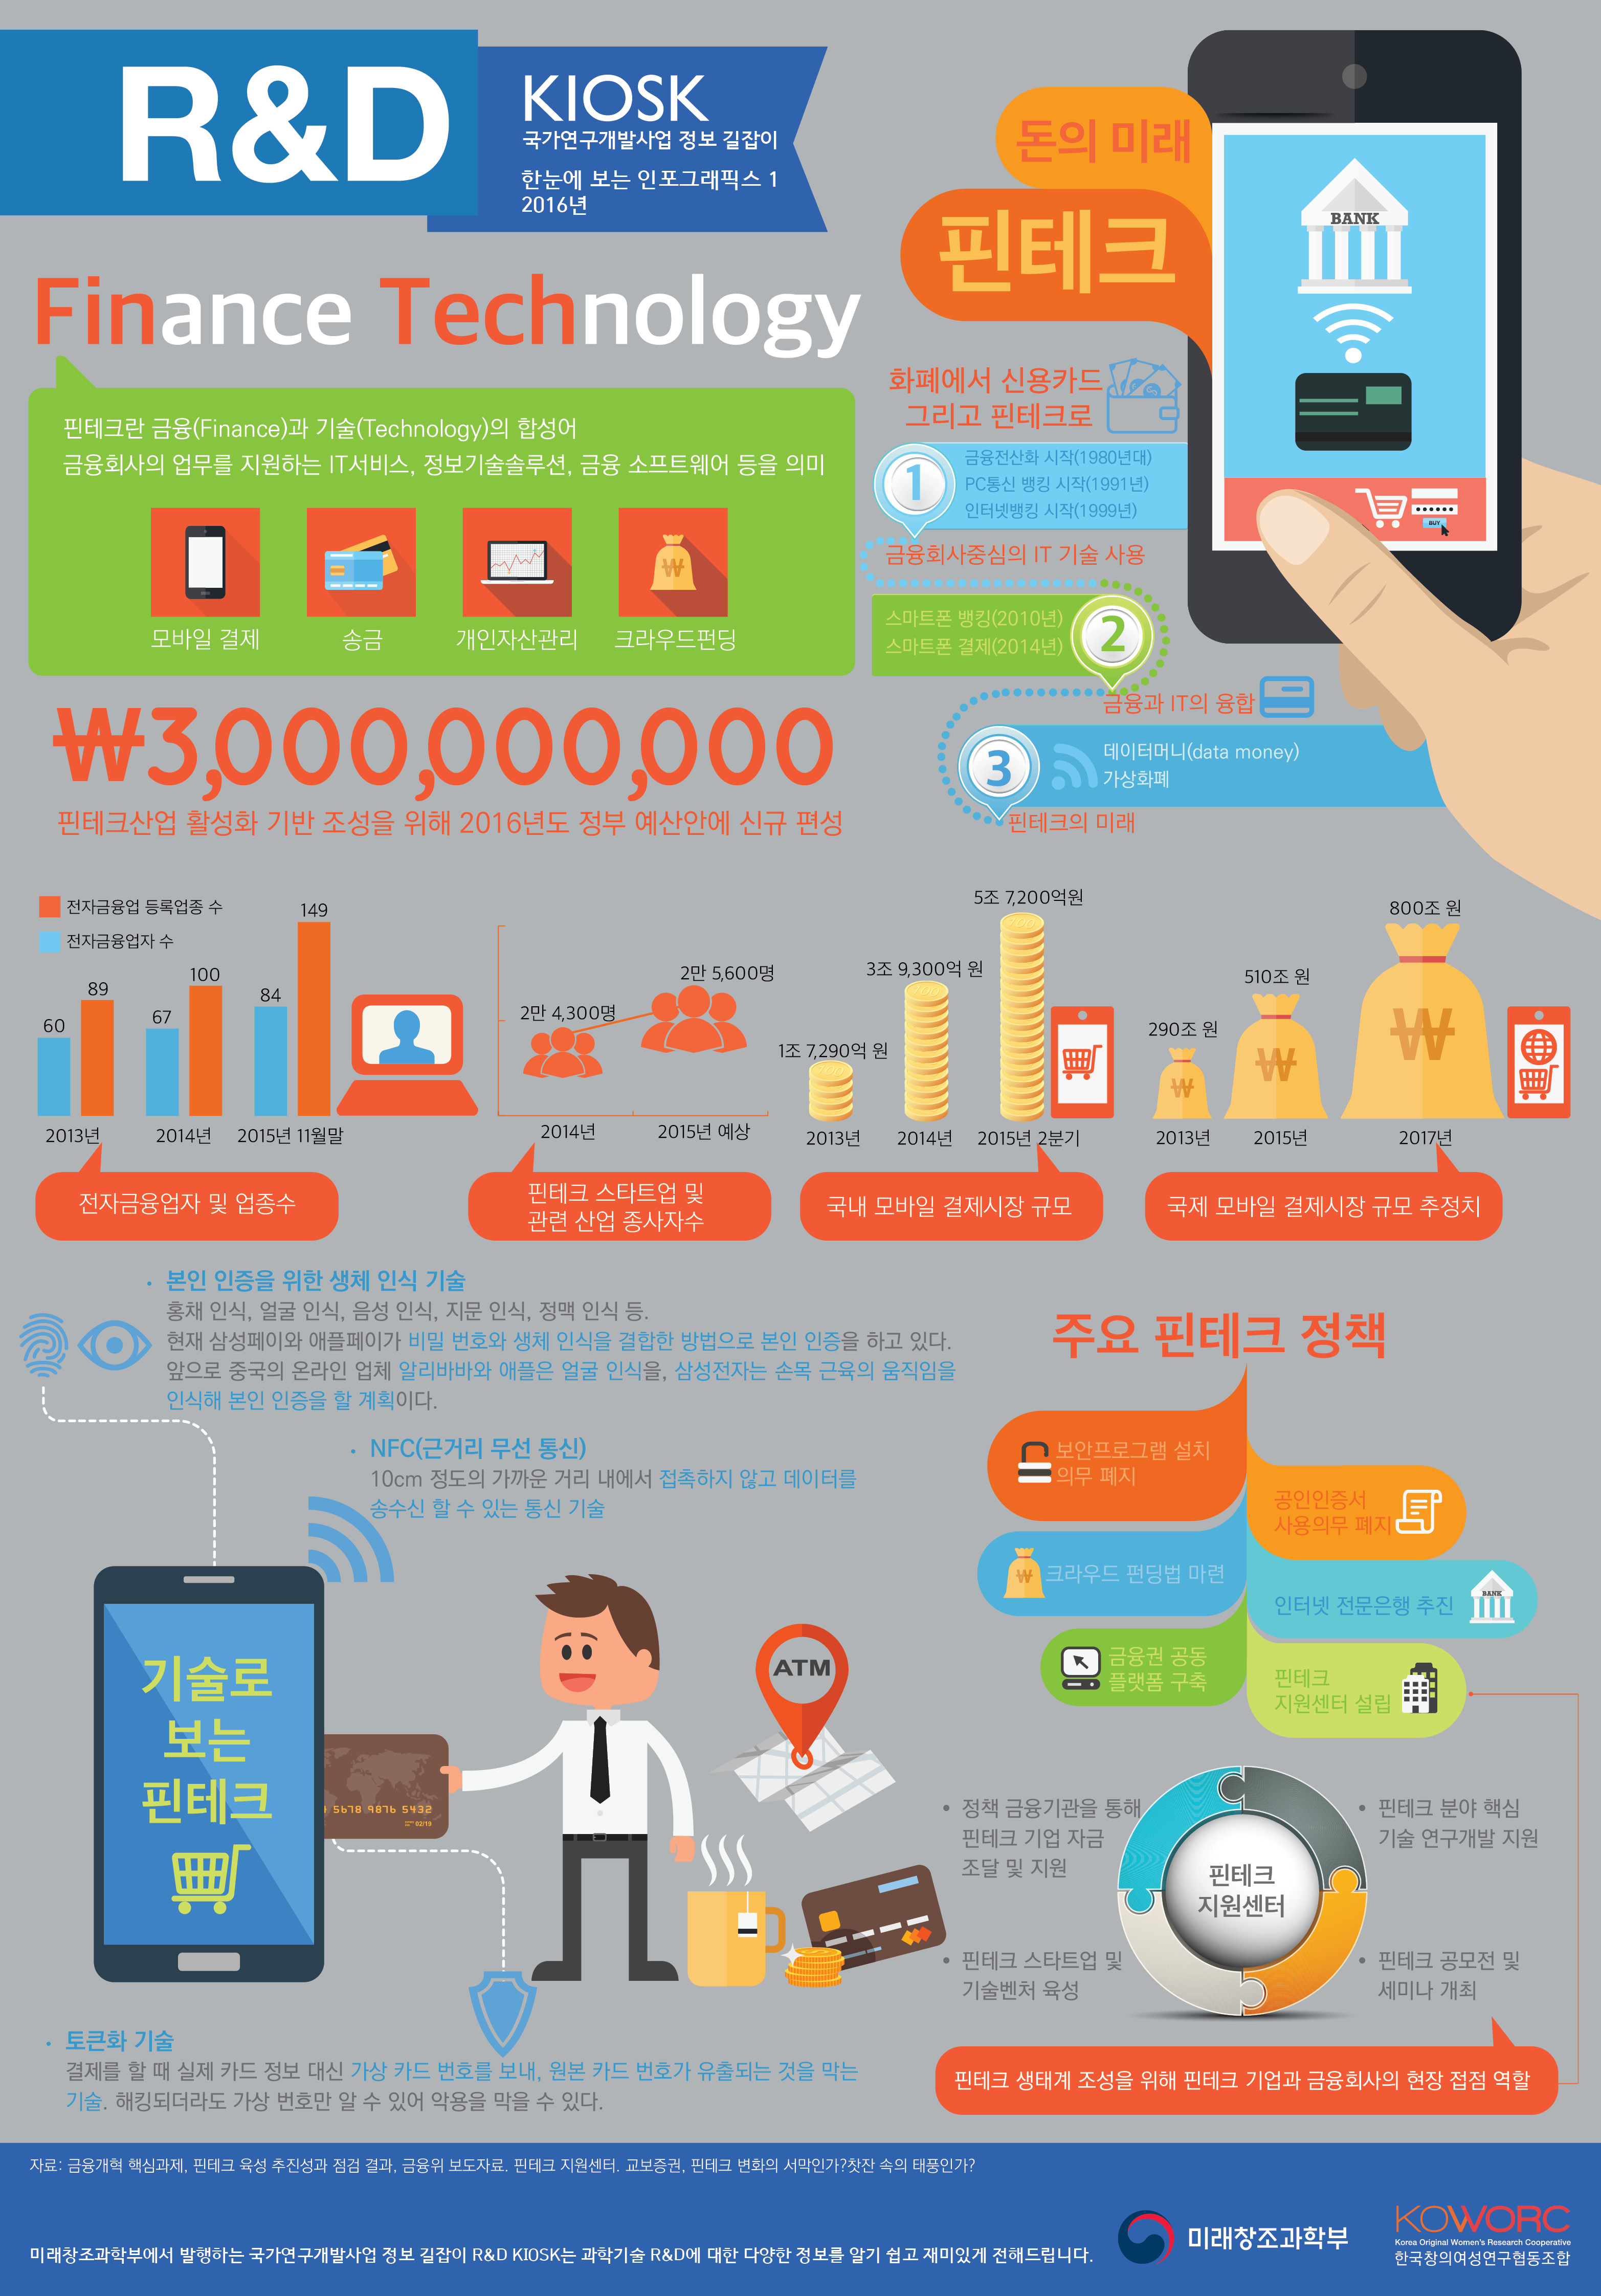 R&D
KIOSK
국가연구개발사업 정보 길잡이
한눈에 보는 인포그래픽스 1
2016년
돈의 미래
핀테크
BANK
BUY
Finance Technology
핀테크란 금융(Finance)과 기술(Technology)의 합성어
금융회사의 업무를 지원하는 IT서비스, 정보기술솔루션, 금융 소프트웨어 등을 의미
모바일 결제
송금
개인자산관리
크라우드펀딩
₩3,000,000,000
핀테크산업 활성화 기반 조성을 위해 2016년도 정부 예산안에 신규 편성
화폐에서 신용카드
그리고 핀테크로
1
금융전산화 시작(1980년대)
PC통신 뱅킹 시작(1991년)
인터넷뱅킹 시작(1999년)
금융회사중심의 IT 기술 사용
스마트폰 뱅킹(2010년)
스마트폰 결제(2014년)
2
금융과 IT의 융합
3
데이터머니(data money)
가상화폐
핀테크의 미래
전자금융업 등록업종 수
전자금융업자 수
60
89
67
100
84
149
2013년
2014년
2015년 11월말
전자금융업자 및 업종수
2만 4,300명
2만 5,600명
2014년
2015년 예상
핀테크 스타트업 및
관련 산업 종사자수
1조 7,290억 원
3조 9,300억 원
5조 7,200억원
2013년
2014년
2015년 2분기
국내 모바일 결제시장 규모
290조 원
510조 원
800조 원
₩
₩
₩
2013년
2015년
2017년
국제 모바일 결제시장 규모 추정치
• 본인 인증을 위한 생체 인식 기술
홍채 인식, 얼굴 인식, 음성 인식, 지문 인식, 정맥 인식 등.
현재 삼성페이와 애플페이가 비밀 번호와 생체 인식을 결합한 방법으로 본인 인증을 하고 있다.
앞으로 중국의 온라인 업체 알리바바와 애플은 얼굴 인식을, 삼성전자는 손목 근육의 움직임을
인식해 본인 인증을 할 계획이다.
• NFC(근거리 무선 통신)
10cm 정도의 가까운 거리 내에서 접촉하지 않고 데이터를
송수신 할 수 있는 통신 기술
기술로
보는
핀테크
5678 9876 5432
02/19
ATM
• 토큰화 기술
결제를 할 때 실제 카드 정보 대신 가상 카드 번호를 보내, 원본 카드 번호가 유출되는 것을 막는
기술. 해킹되더라도 가상 번호만 알 수 있어 악용을 막을 수 있다.
주요 핀테크 정책
보안프로그램 설치
의무 폐지
공인인증서
사용의무 폐지
크라우드 펀딩법 마련
인터넷 전문은행 추진
BANK
금융권 공동
플랫폼 구축
핀테크
지원센터 설립
• 정책 금융기관을 통해
핀테크 기업 자금
조달 및 지원
• 핀테크 분야 핵심
기술 연구개발 지원
핀테크
지원센터
• 핀테크 스타트업 및
기술벤처 육성
• 핀테크 공모전 및
세미나 개최
핀테크 생태계 조성을 위해 핀테크 기업과 금융회사의 현장 접점 역할
자료: 금융개혁 핵심과제, 핀테크 육성 추진성과 점검 결과, 금융위 보도자료. 핀테크 지원센터. 교보증권, 핀테크 변화의 서막인가?찻잔 속의 태풍인가?
미래창조과학부에서 발행하는 국가연구개발사업 정보 길잡이 R&D KIOSK는 과학기술 R&D에 대한 다양한 정보를 알기 쉽고 재미있게 전해드립니다.
미래창조과학부
KOWORC
Korea Original Women's Research Cooperative
한국창의여성연구협동조합